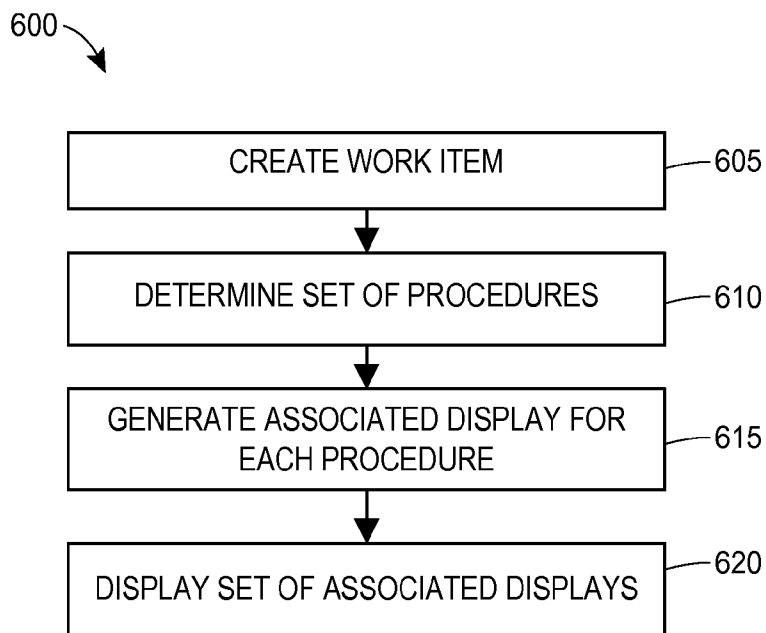 600
CREATE WORK ITEM
605
DETERMINE SET OF PROCEDURES
610
GENERATE ASSOCIATED DISPLAY FOR
EACH PROCEDURE
615
DISPLAY SET OF ASSOCIATED DISPLAYS
620